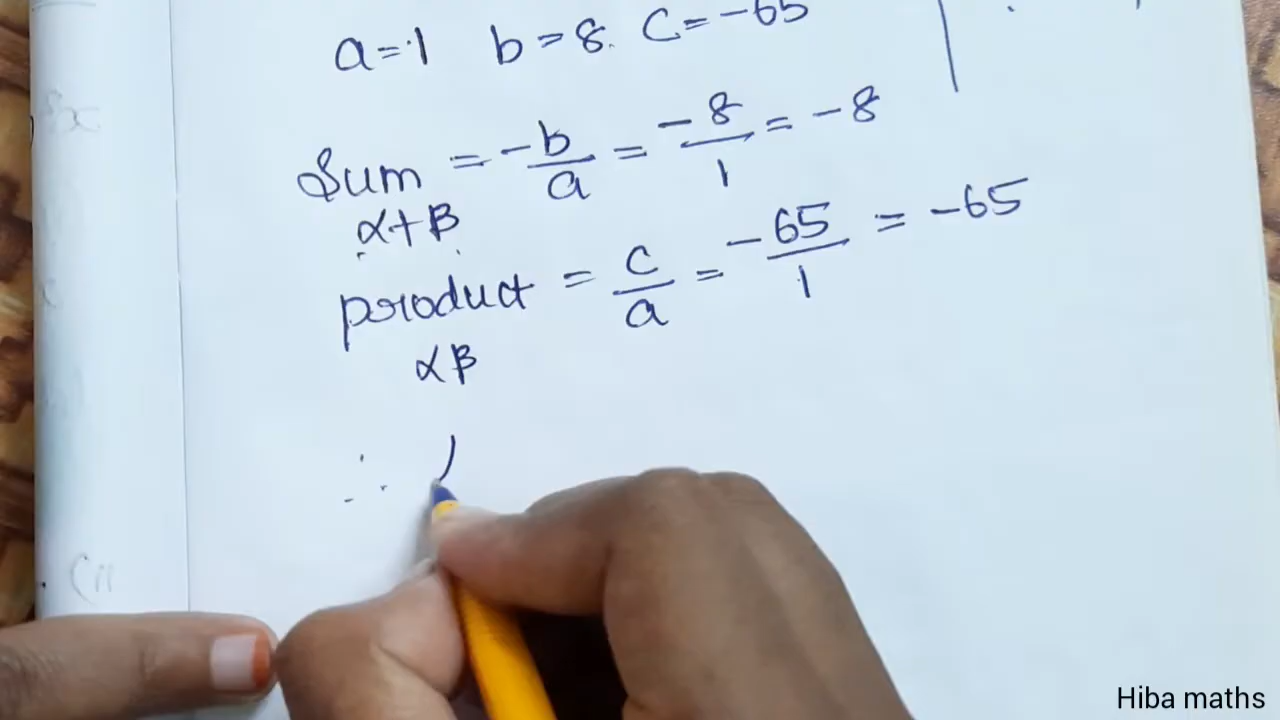 a=1 b=8. C=-65
Sum = -b/a = -8/1 = -8
α+β
product = c/a = -65/1 = -65
αβ
∴
Hiba maths